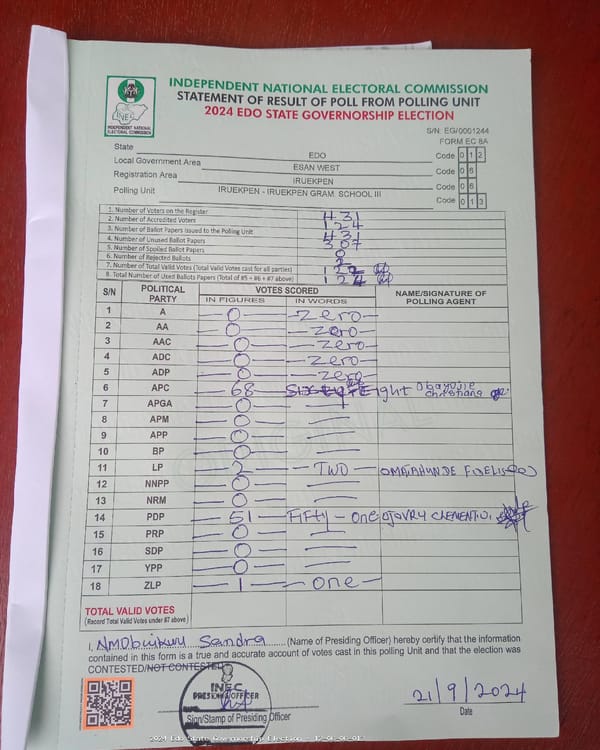 INDEPENDENT NATIONAL ELECTORAL COMMISSION
STATEMENT OF RESULT OF POLL FROM POLLING UNIT
2024 EDO STATE GOVERNORSHIP ELECTION
INEC
INDEPENDENT NATIONAL
ELECTORAL COMMISSION
S/N: EG/0001244
FORM EC 8A
State EDO Code 0 1 2
Local Government Area ESAN WEST Code 0 6
Registration Area IRUEKPEN Code 0 6
Polling Unit IRUEKPEN - IRUEKPEN GRAM. SCHOOL III Code 0 1 3
1. Number of Voters on the Register 431
2. Number of Accredited Voters 124
3. Number of Ballot Papers Issued to the Polling Unit 431
4. Number of Unused Ballot Papers 307
5. Number of Spoiled Ballot Papers 0
6. Number of Rejected Ballots 2
7. Number of Total Valid Votes (Total Valid Votes cast for all parties) 122
8. Total Number of Used Ballots Papers (Total of #5 + #6 + #7 above) 124
S/N POLITICAL PARTY VOTES SCORED NAME/SIGNATURE OF POLLING AGENT
IN FIGURES IN WORDS
1 A 0 Zero
2 AA 0 Zero
3 AAC 0 Zero
4 ADC 0 Zero
5 ADP 0 Zero
6 APC 68 Eight Christiana
7 APGA 0
8 APM 0
9 APP 0
10 BP 0
11 LP 2 TWO FIDELIS
12 NNPP 0
13 NRM 0
14 PDP 51 FIFTY-One CLEMENT
15 PRP 0
16 SDP 0
17 YPP 0
18 ZLP 1 One
TOTAL VALID VOTES
(Record Total Valid Votes under #7 above)
I, Sandra (Name of Presiding Officer) hereby certify that the information
contained in this form is a true and accurate account of votes cast in this polling Unit and that the election was
CONTESTED/NOT CONTESTED
INEC
PRESIDING OFFICER
Sign/Stamp of Presiding Officer
21/9/2024
Date
2024 Edo State Governorship Election - 12-06-06-013